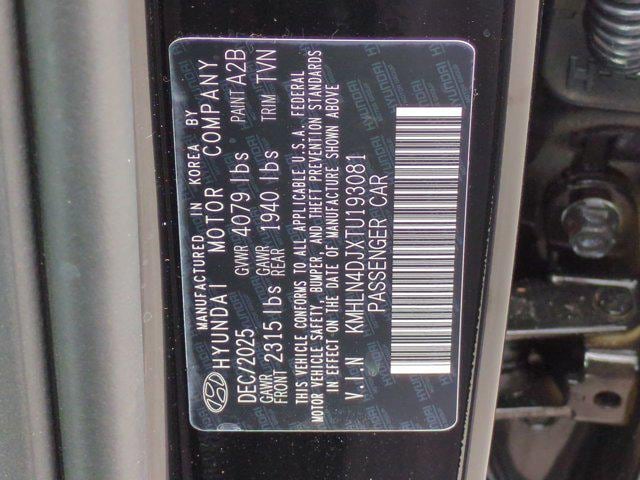 MANUFACTURED IN KOREA BY
HYUNDAI MOTOR COMPANY
DEC/2025 GVWR 4079 lbs PAINT A2B
GAWR FRONT 2315 lbs GAWR REAR 1940 lbs TRIM TYN
THIS VEHICLE CONFORMS TO ALL APPLICABLE U.S.A. FEDERAL
MOTOR VEHICLE SAFETY, BUMPER, AND THEFT PREVENTION STANDARDS
IN EFFECT ON THE DATE OF MANUFACTURE SHOWN ABOVE
V.I.N KMHLN4DJXTU193081
PASSENGER CAR